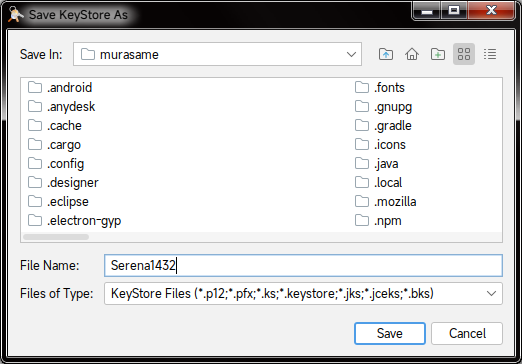 Save KeyStore As
Save In: murasame
.android .fonts
.anydesk .gnupg
.cache .gradle
.cargo .icons
.config .java
.designer .local
.eclipse .mozilla
.electron-gyp .npm
File Name: Serena1432
Files of Type: KeyStore Files (*.p12;*.pfx;*.ks;*.keystore;*.jks;*.jceks;*.bks)
Save Cancel